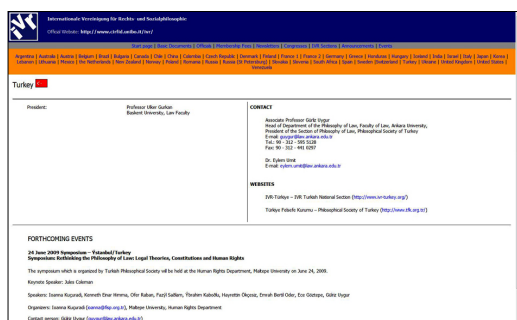 Internationale Vereinigung für Rechts- und Sozialphilosophie
Official Website: http://www.cirfid.unibo.it/ivr/
Start page | Basic Documents | Officials | Membership Fees | Newsletters | Congresses | IVR Sections | Announcements | Events
Argentina | Australia | Austria | Belgium | Brazil | Bulgaria | Canada | Chile | China | Colombia | Czech Republic | Denmark | Finland | France 1 | France 2 | Germany | Greece | Honduras | Hungary | Iceland | India | Israel | Italy | Japan | Korea |
Lebanon | Lithuania | Mexico | the Netherlands | New Zealand | Norway | Poland | Romania | Russia | Russia (St Petersburg) | Slovakia | Slovenia | South Africa | Spain | Sweden | Switzerland | Turkey | Ukraine | United Kingdom | United States |
Venezuela
Turkey
President:
Professor Ulker Gurkan
Baskent University, Law Faculty
CONTACT
Associate Professor Gülriz Uygur
Head of Department of the Philosophy of Law, Faculty of Law, Ankara University,
President of the Section of Philosophy of Law, Philosophical Society of Turkey
E-mail: guygur@law.ankara.edu.tr
Tel.: 90 - 312 - 595 5128
Fax: 90 - 312 - 441 0297
Dr. Eylem Umit
E-mail: eylem.umit@law.ankara.edu.tr
WEBSITES
IVR-Türkiye – IVR Turkish National Section (http://www.ivr-turkey.org/)
Türkiye Felsefe Kurumu – Philosophical Society of Turkey (http://www.tfk.org.tr/)
FORTHCOMING EVENTS
24 June 2009 Symposium – Ýstanbul/Turkey
Symposium: Rethinking the Philosophy of Law: Legal Theories, Constitutions and Human Rights
The symposium which is organized by Turkish Philosophical Society will be held at the Human Rights Department, Maltepe University on June 24, 2009.
Keynote Speaker: Jules Coleman
Speakers: Ioanna Kuçuradi, Kenneth Einar Himma, Ofer Raban, Fazýl Sağlam, Ýbrahim Kaboğlu, Hayrettin Ökçesiz, Emrah Beril Oder, Ece Göztepe, Gülriz Uygur
Organizers: Ioanna Kuçuradi (ioanna@fisp.org.tr), Maltepe University, Human Rights Department
Contact person: Gülriz Uygur (guygur@law.ankara.edu.tr)